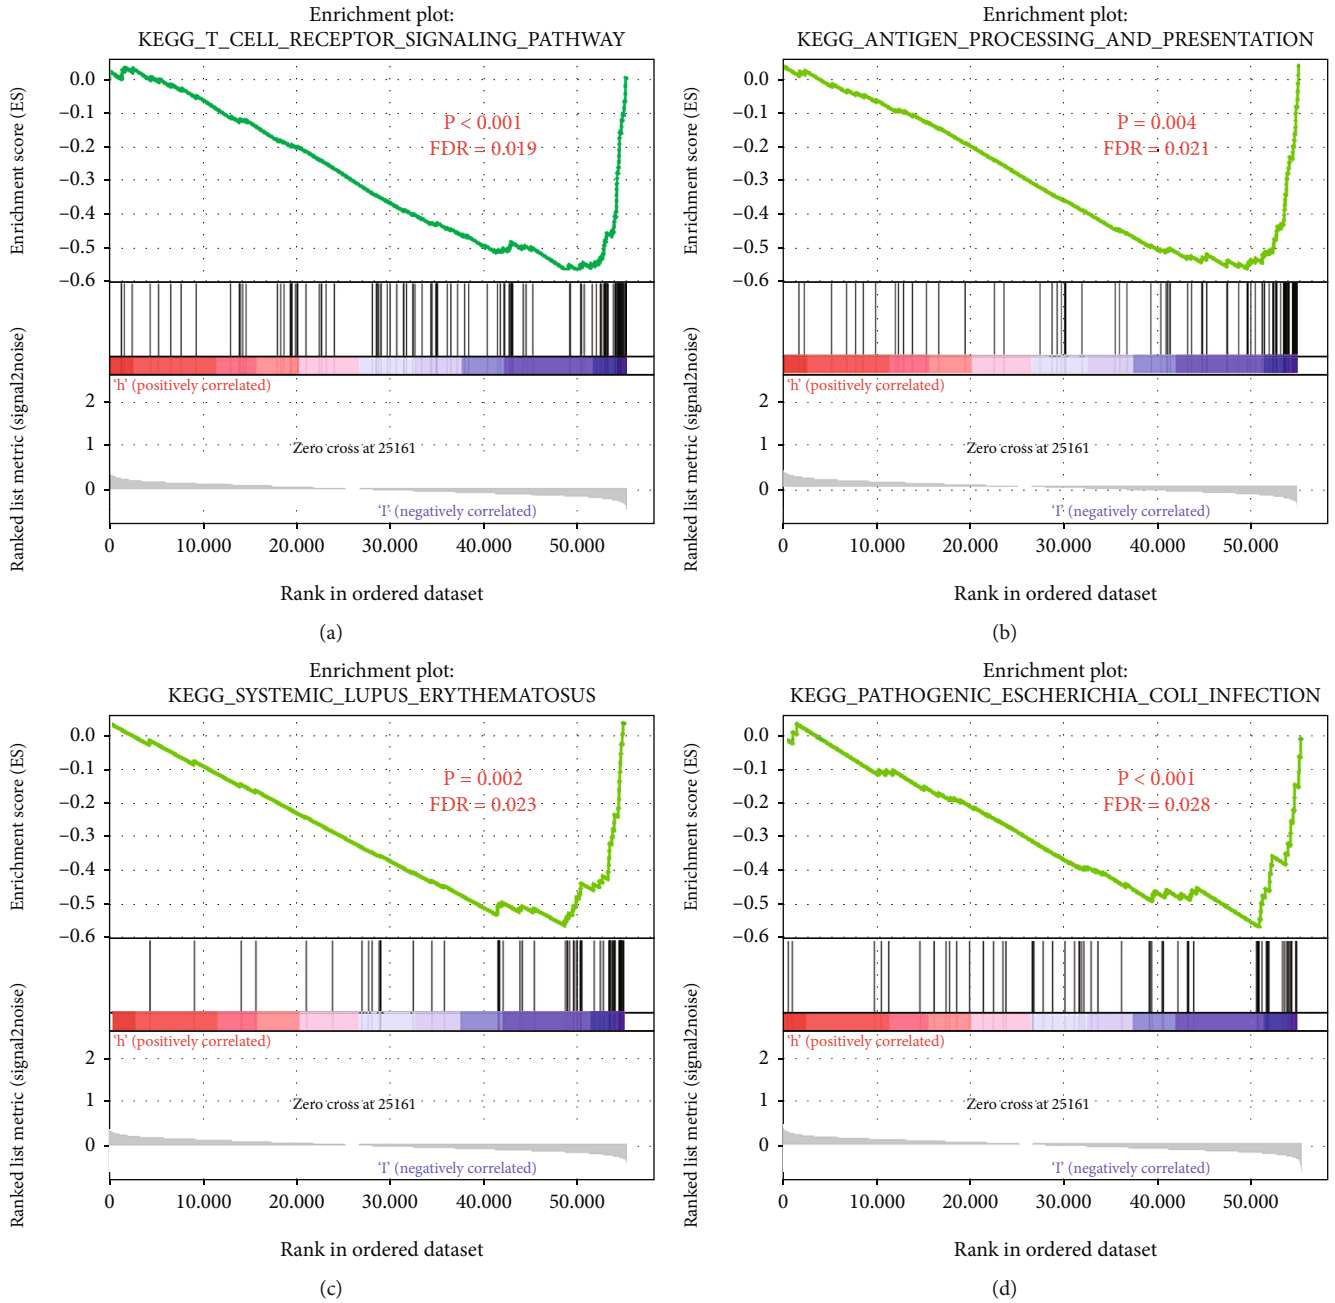 Enrichment plot:
KEGG_T_CELL_RECEPTOR_SIGNALING_PATHWAY
Enrichment score (ES)
0.0
−0.1
−0.2
−0.3
−0.4
−0.5
−0.6
P < 0.001
FDR = 0.019
Ranked list metric (signal2noise)
'h' (positively correlated)
2
1
0
Zero cross at 25161
'l' (negatively correlated)
0 10.000 20.000 30.000 40.000 50.000
Rank in ordered dataset
(a)
Enrichment plot:
KEGG_ANTIGEN_PROCESSING_AND_PRESENTATION
Enrichment score (ES)
0.0
−0.1
−0.2
−0.3
−0.4
−0.5
−0.6
P = 0.004
FDR = 0.021
Ranked list metric (signal2noise)
'h' (positively correlated)
2
1
0
Zero cross at 25161
'l' (negatively correlated)
0 10.000 20.000 30.000 40.000 50.000
Rank in ordered dataset
(b)
Enrichment plot:
KEGG_SYSTEMIC_LUPUS_ERYTHEMATOSUS
Enrichment score (ES)
0.0
−0.1
−0.2
−0.3
−0.4
−0.5
−0.6
P = 0.002
FDR = 0.023
Ranked list metric (signal2noise)
'h' (positively correlated)
2
1
0
Zero cross at 25161
'l' (negatively correlated)
0 10.000 20.000 30.000 40.000 50.000
Rank in ordered dataset
(c)
Enrichment plot:
KEGG_PATHOGENIC_ESCHERICHIA_COLI_INFECTION
Enrichment score (ES)
0.0
−0.1
−0.2
−0.3
−0.4
−0.5
−0.6
P < 0.001
FDR = 0.028
Ranked list metric (signal2noise)
'h' (positively correlated)
2
1
0
Zero cross at 25161
'l' (negatively correlated)
0 10.000 20.000 30.000 40.000 50.000
Rank in ordered dataset
(d)